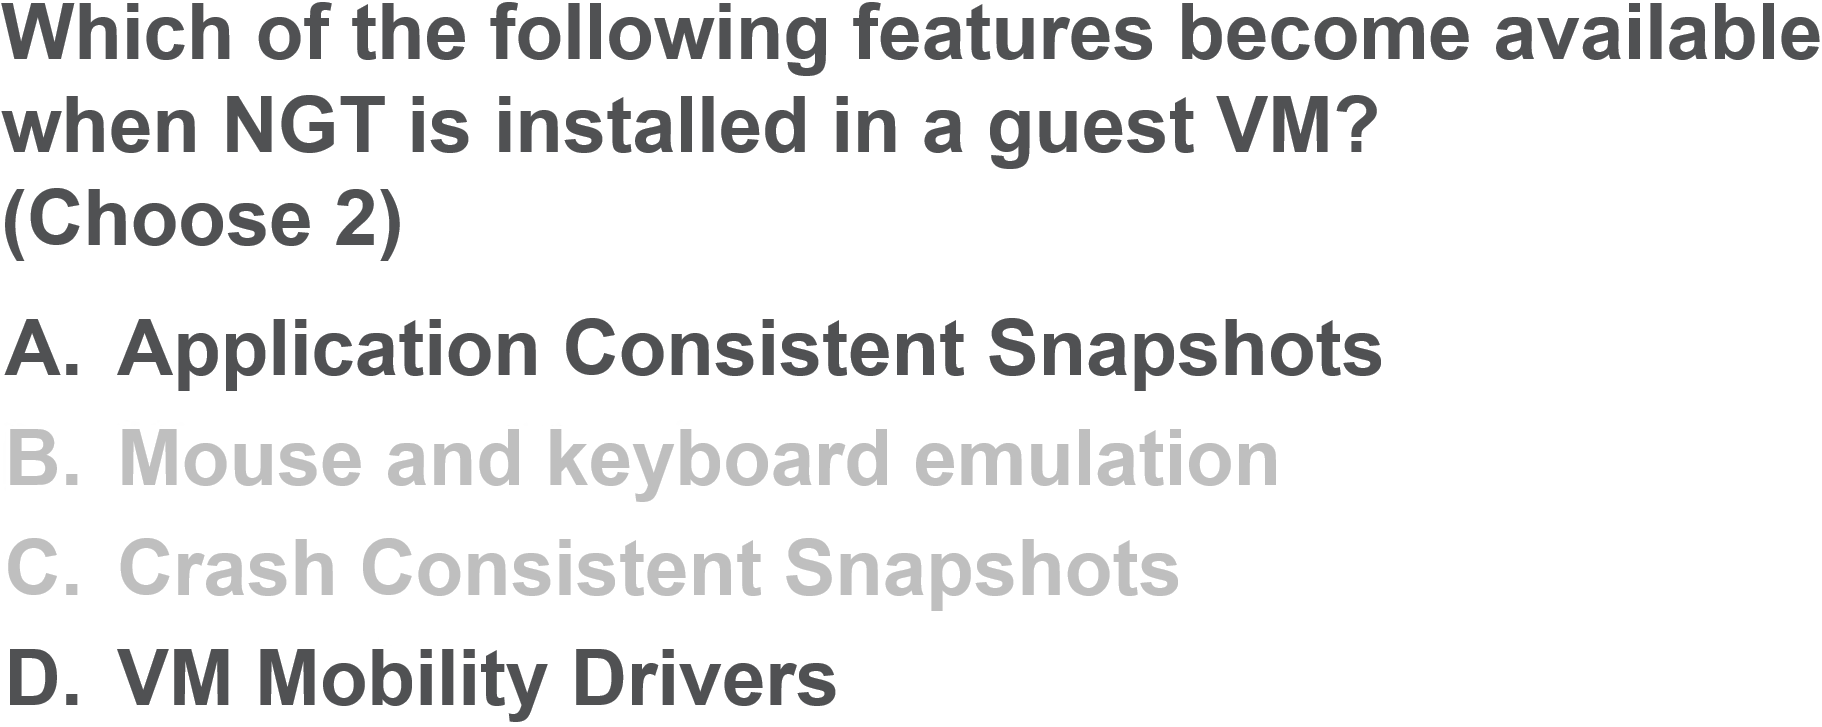 Which of the following features become available
when NGT is installed in a guest VM?
(Choose 2)
A. Application Consistent Snapshots
B. Mouse and keyboard emulation
C. Crash Consistent Snapshots
D. VM Mobility Drivers